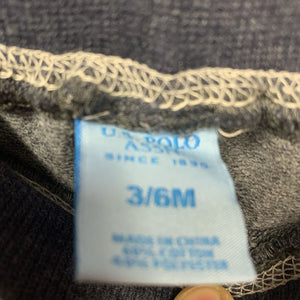 U.S. POLO
ASSN.
SINCE 1890
3/6M
MADE IN CHINA
60% COTTON
40% POLYESTER